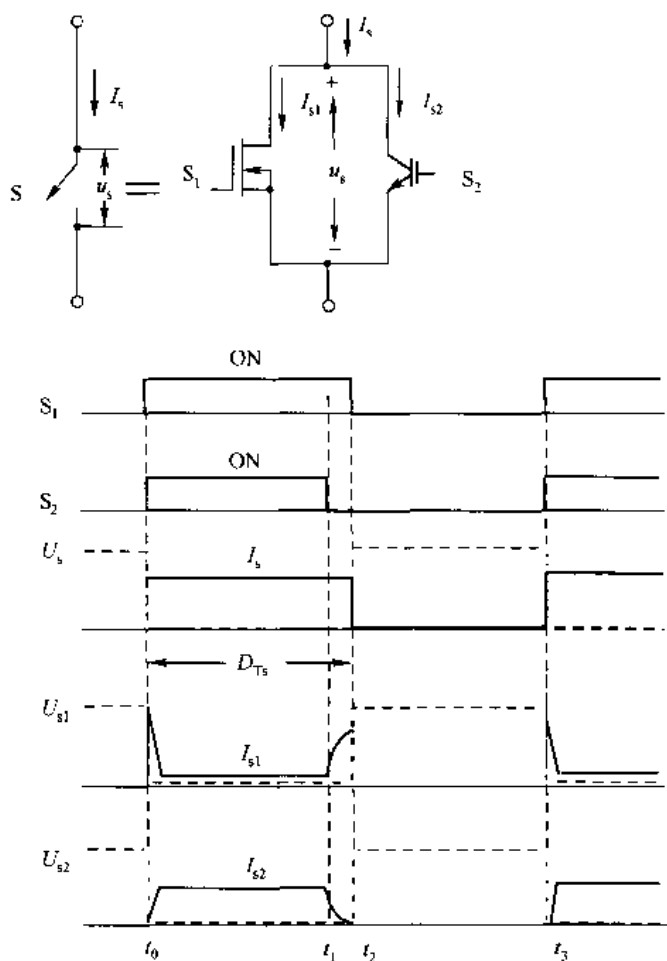 I_s
I_s
I_s1
I_s2
+
S
u_s
S_1
u_s
S_2
−
ON
S_1
ON
S_2
U_s
I_s
D_Ts
U_s1
I_s1
U_s2
I_s2
t_0 t_1 t_2 t_3